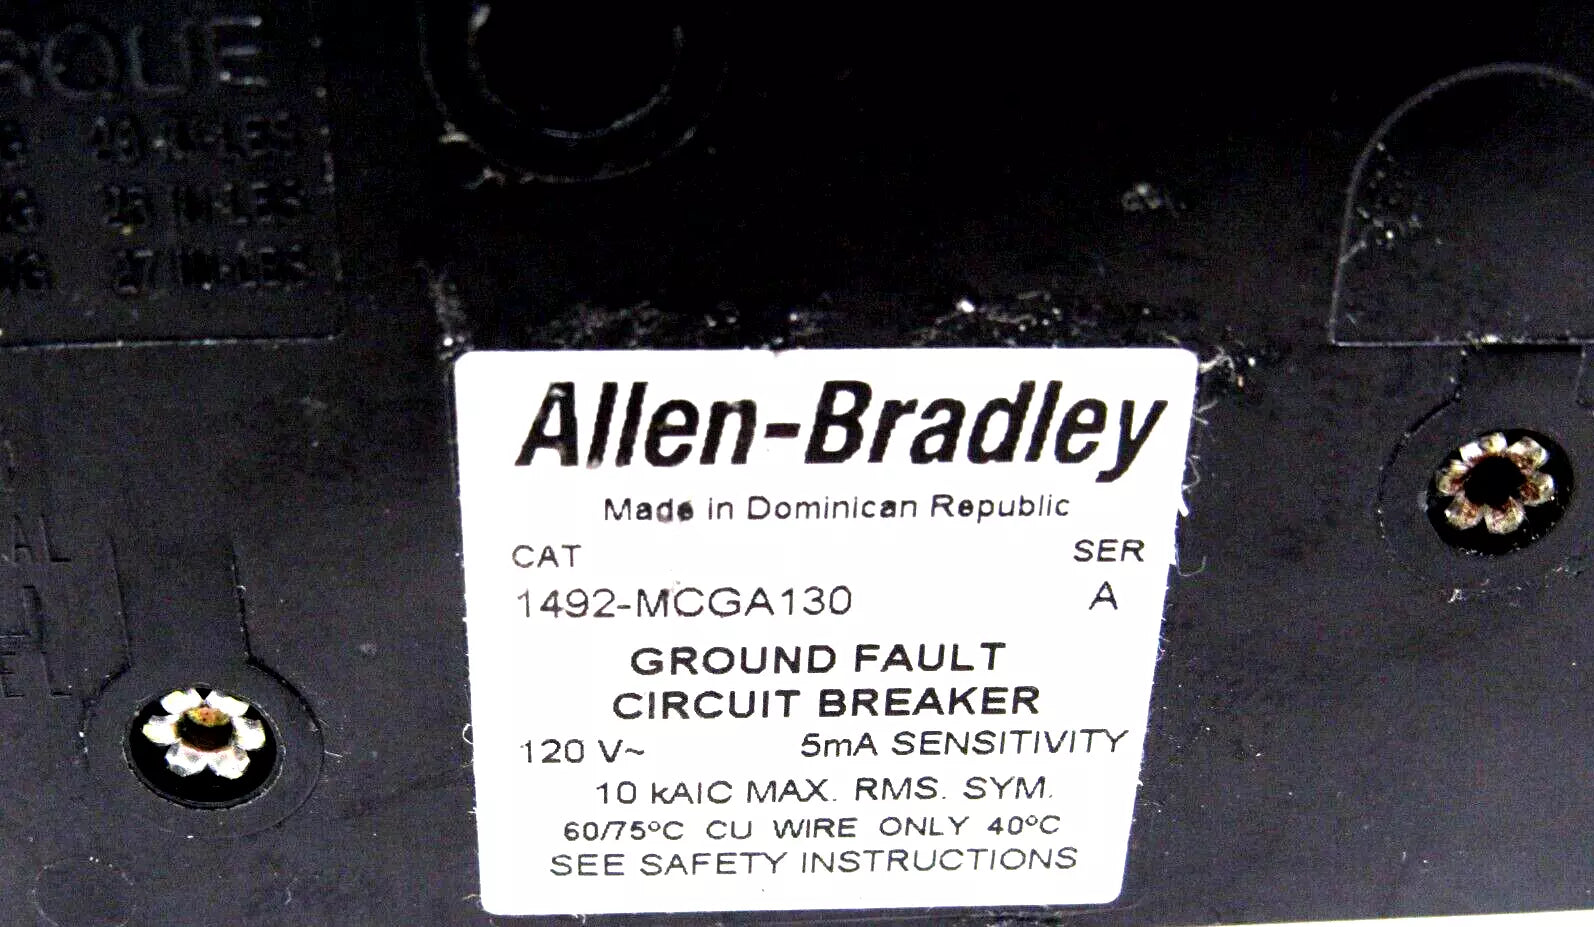 Allen-Bradley
Made in Dominican Republic
CAT SER
1492-MCGA130 A
GROUND FAULT
CIRCUIT BREAKER
120 V~ 5mA SENSITIVITY
10 kAIC MAX. RMS. SYM.
60/75°C CU WIRE ONLY 40°C
SEE SAFETY INSTRUCTIONS